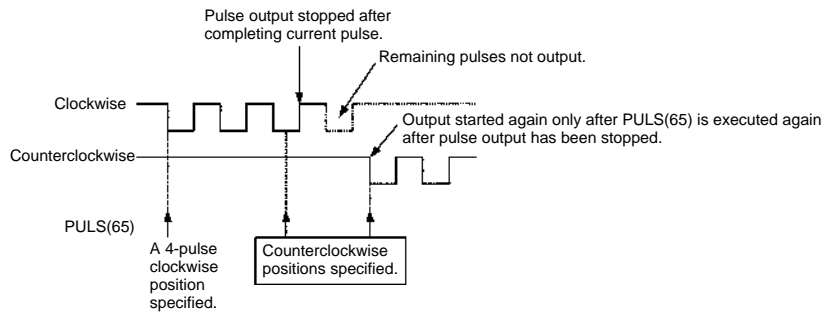 Pulse output stopped after
completing current pulse.
Remaining pulses not output.
Clockwise
Output started again only after PULS(65) is executed again
after pulse output has been stopped.
Counterclockwise
PULS(65)
A 4-pulse
clockwise
position
specified.
Counterclockwise
positions specified.